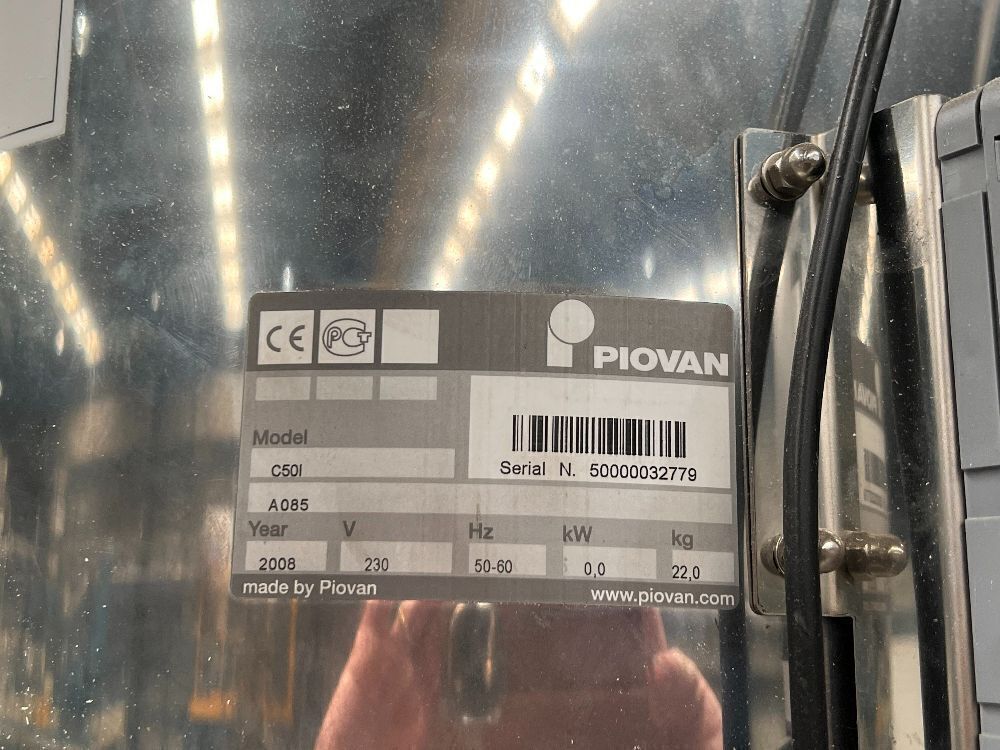 CE PCT
PIOVAN
Model
C50I
Serial N. 50000032779
A085
Year V Hz kW kg
2008 230 50-60 0,0 22,0
made by Piovan www.piovan.com